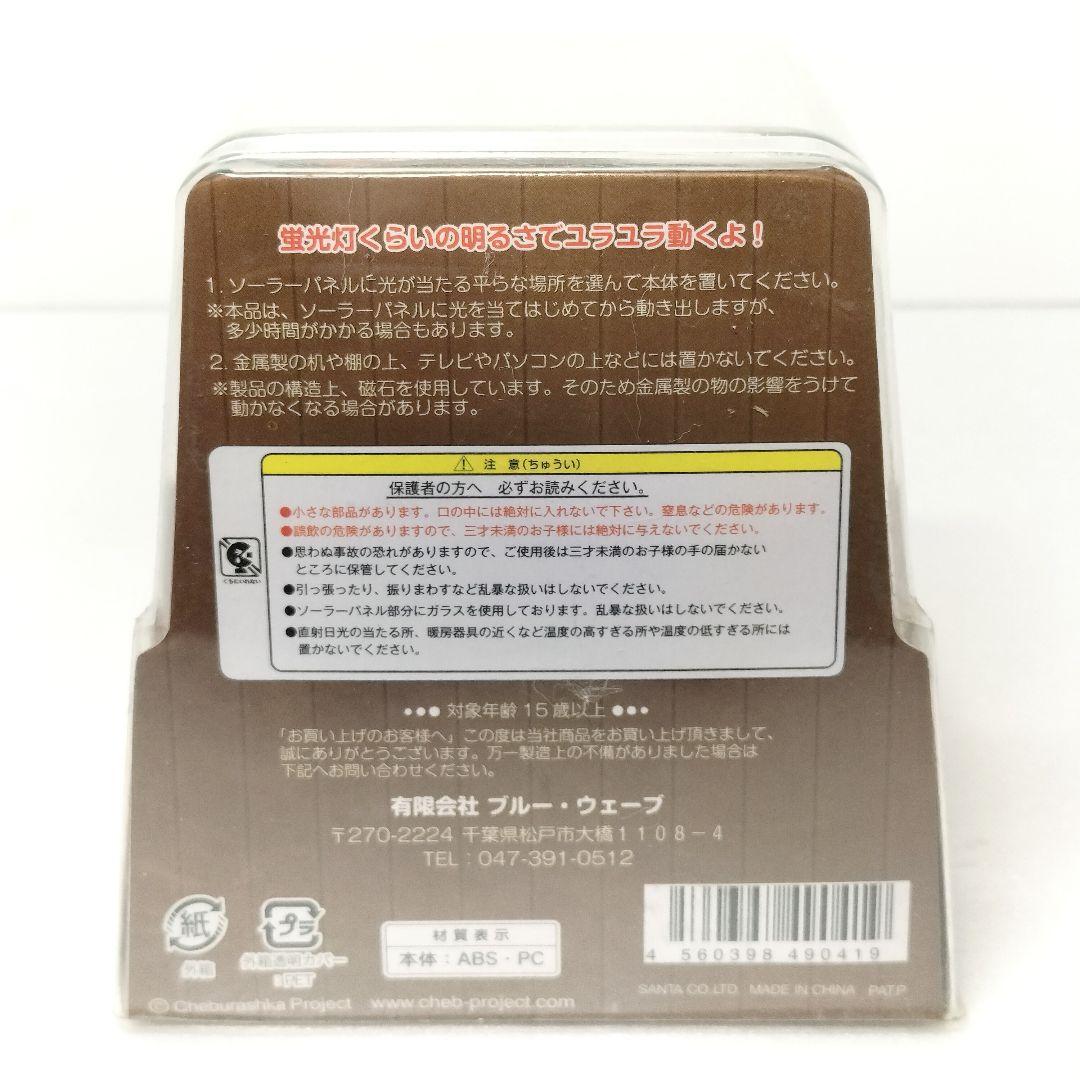 蛍光灯くらいの明るさでユラユラ動くよ！
1. ソーラーパネルに光が当たる平らな場所を選んで本体を置いてください。
※本品は、ソーラーパネルに光を当てはじめてから動き出しますが、
多少時間がかかる場合もあります。
2. 金属製の机や棚の上、テレビやパソコンの上などには置かないでください。
※製品の構造上、磁石を使用しています。そのため金属製の物の影響をうけて
動かなくなる場合があります。
注 意(ちゅうい)
保護者の方へ 必ずお読みください。
●小さな部品があります。口の中には絶対に入れないで下さい。窒息などの危険があります。
●誤飲の危険がありますので、三才未満のお子様には絶対に与えないでください。
●思わぬ事故の恐れがありますので、ご使用後は三才未満のお子様の手の届かない
ところに保管してください。
●引っ張ったり、振りまわすなど乱暴な扱いはしないでください。
●ソーラーパネル部分にガラスを使用しております。乱暴な扱いはしないでください。
●直射日光の当たる所、暖房器具の近くなど温度の高すぎる所や温度の低すぎる所には
置かないでください。
くちにいれない
●●● 対象年齢 15歳以上 ●●●
「お買い上げのお客様へ」この度は当社商品をお買い上げ頂きまして、
誠にありがとうございます。万一製造上の不備がありました場合は
下記へお問い合わせください。
有限会社 ブルー・ウェーブ
〒270-2224 千葉県松戸市大橋1108-4
TEL：047-391-0512
紙
外箱
プラ
外箱透明カバー
：PET
材質表示
本体：ABS・PC
4 560398 490419
SANTA CO.LTD MADE IN CHINA PAT.P
© Cheburashka Project www.cheb-project.com